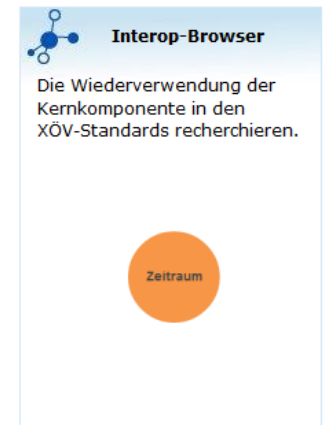 Interop-Browser
Die Wiederverwendung der
Kernkomponente in den
XÖV-Standards recherchieren.
Zeitraum